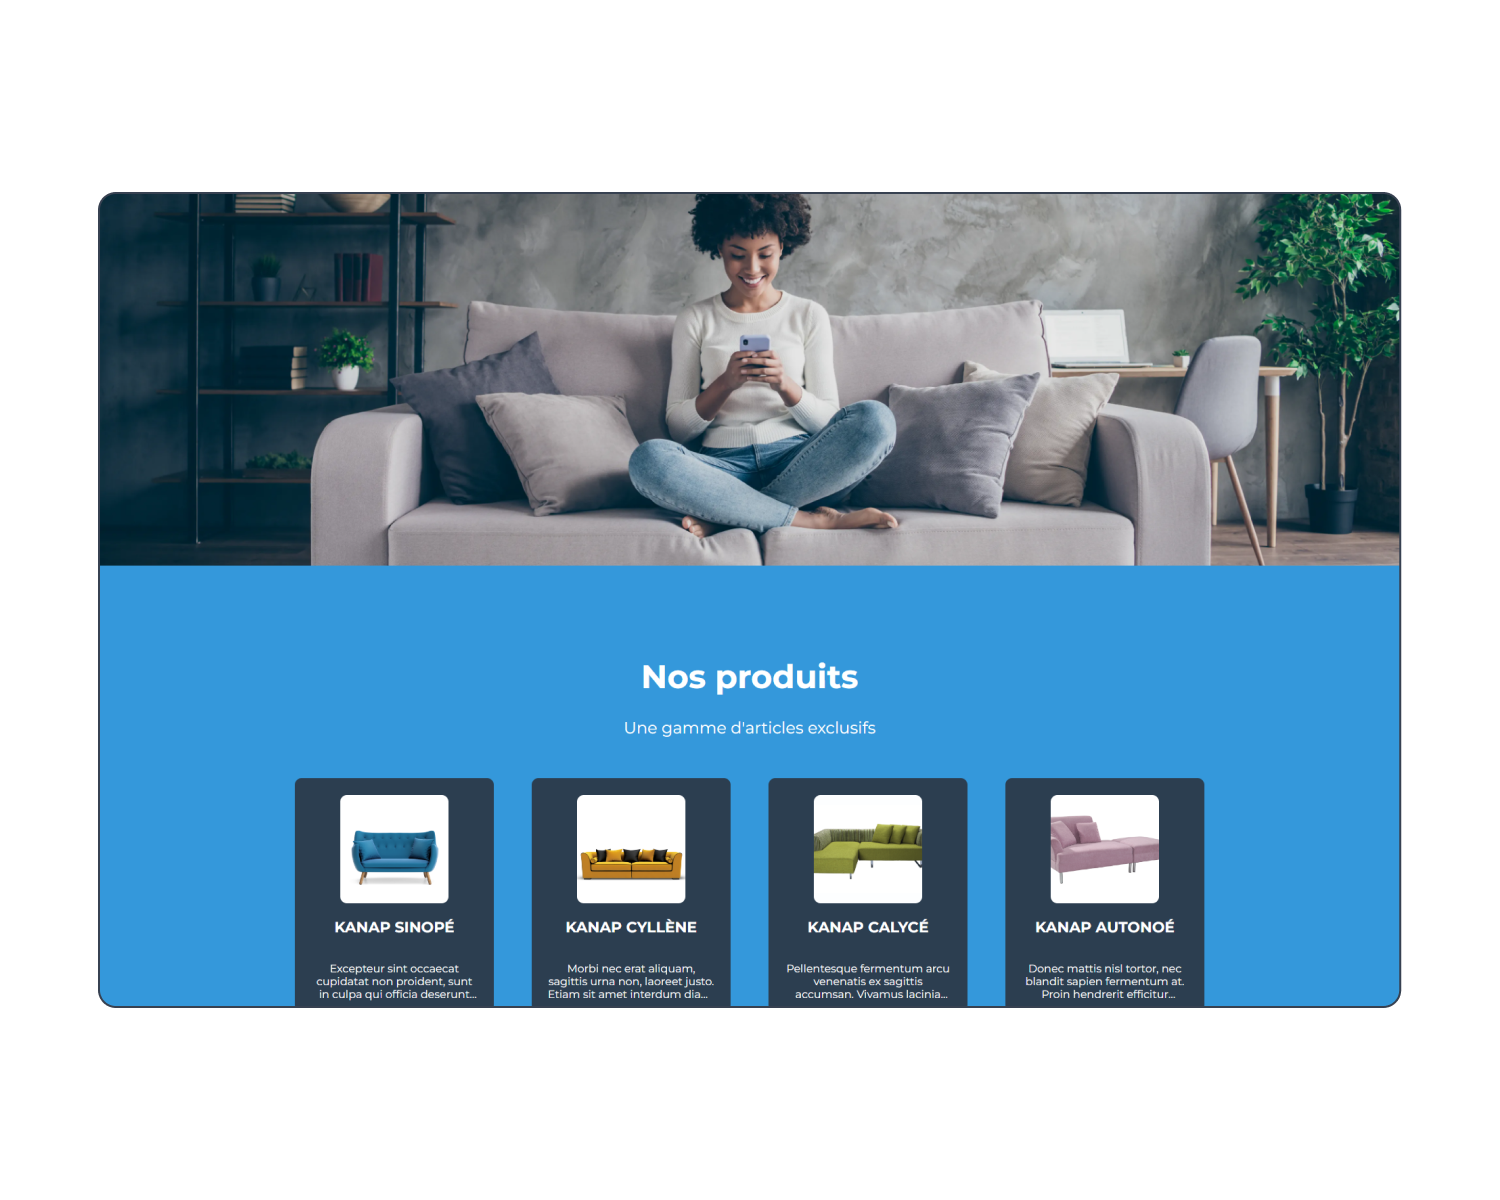 Nos produits
Une gamme d'articles exclusifs
KANAP SINOPÉ
Excepteur sint occaecat
cupidatat non proident, sunt
in culpa qui officia deserunt...
KANAP CYLLÈNE
Morbi nec erat aliquam,
sagittis urna non, laoreet justo.
Etiam sit amet interdum dia...
KANAP CALYCÉ
Pellentesque fermentum arcu
venenatis ex sagittis
accumsan. Vivamus lacinia...
KANAP AUTONOÉ
Donec mattis nisl tortor, nec
blandit sapien fermentum at.
Proin hendrerit efficitur...